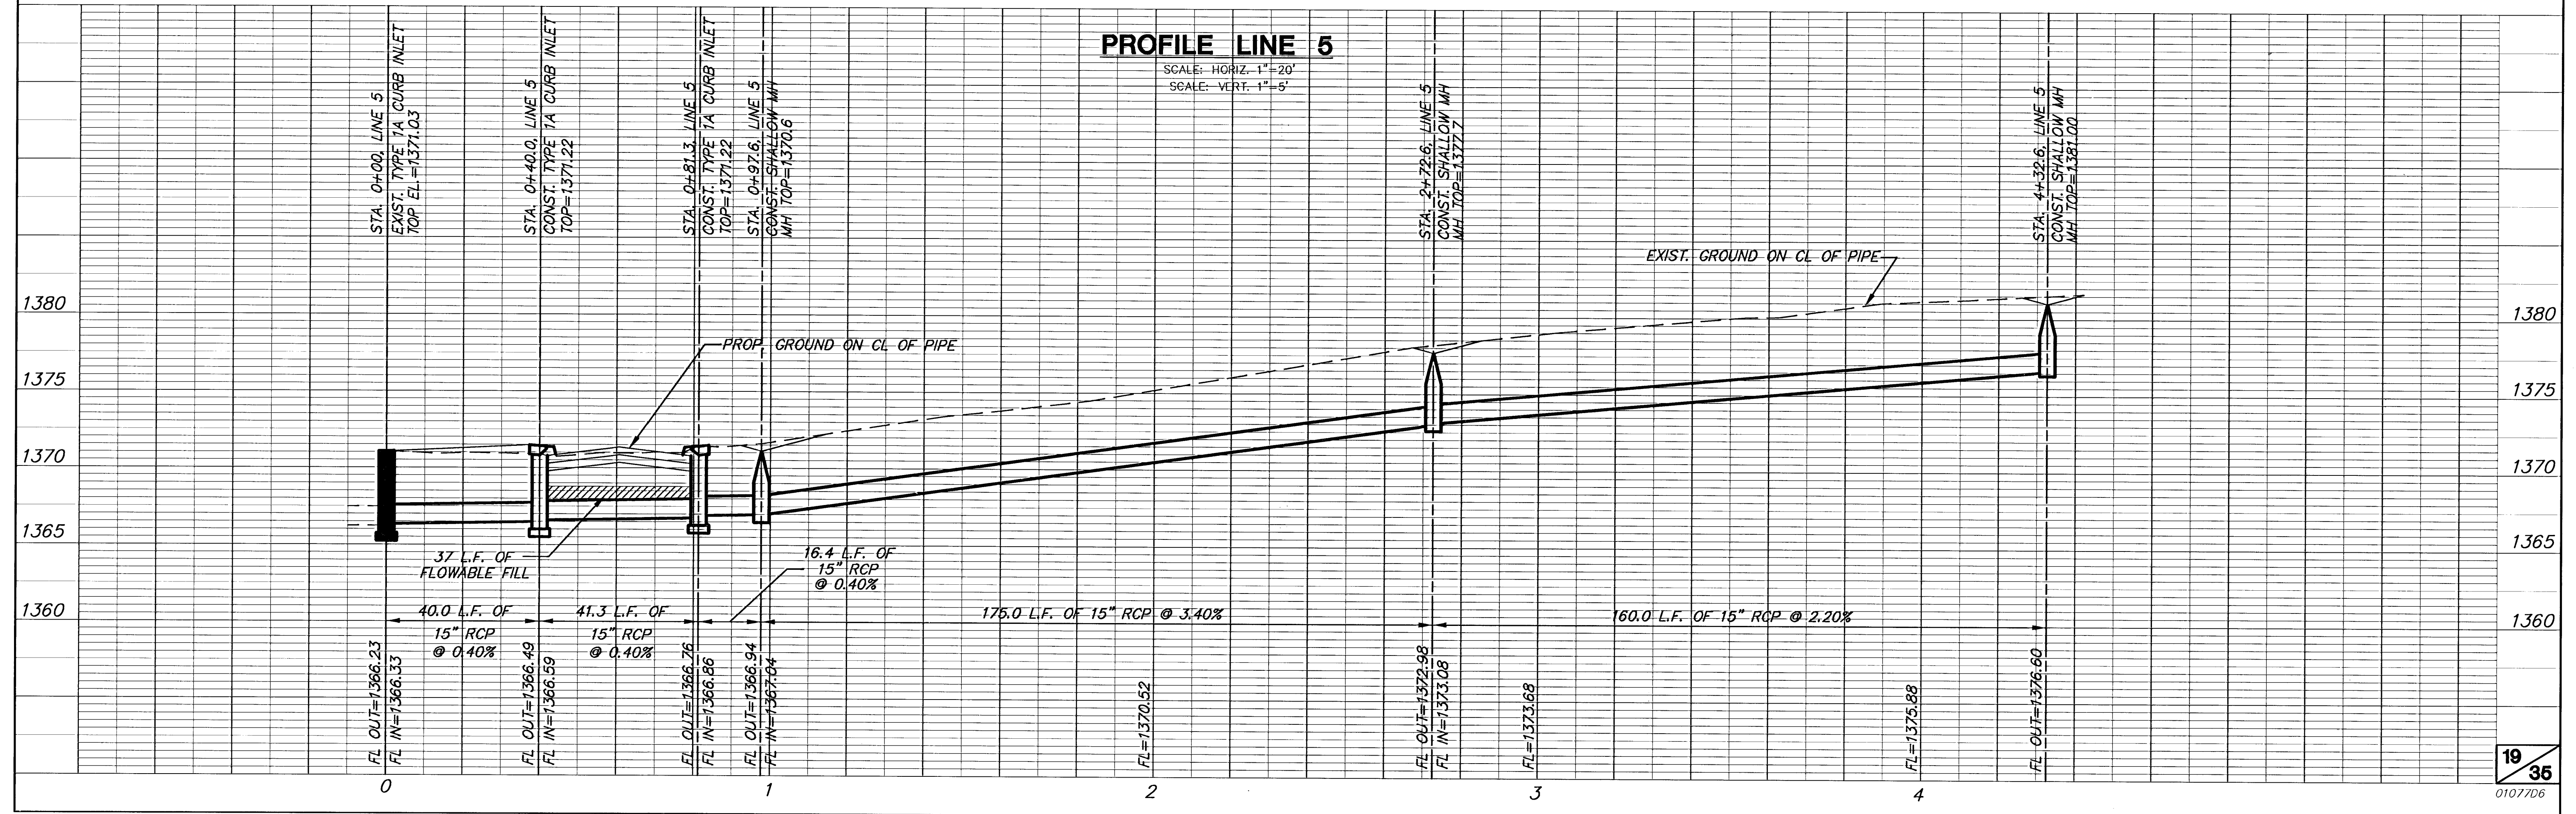 PROFILE LINE 5
SCALE: HORIZ. 1"=20'
SCALE: VERT. 1"=5'
STA. 0+00, LINE 5
EXIST. TYPE 1A CURB INLET
TOP EL.=1371.03
STA. 0+40.0, LINE 5
CONST. TYPE 1A CURB INLET
TOP=1371.22
STA. 0+81.3, LINE 5
CONST. TYPE 1A CURB INLET
TOP=1371.22
STA. 0+97.6, LINE 5
CONST. SHALLOW MH
MH TOP=1370.6
STA. 2+72.6, LINE 5
CONST. SHALLOW MH
MH TOP=1377.7
STA. 4+32.6, LINE 5
CONST. SHALLOW MH
MH TOP=1381.00
EXIST. GROUND ON CL OF PIPE
PROP. GROUND ON CL OF PIPE
1380
1375
1370
1365
1360
1380
1375
1370
1365
1360
37 L.F. OF
FLOWABLE FILL
16.4 L.F. OF
15" RCP
@ 0.40%
40.0 L.F. OF
15" RCP
@ 0.40%
41.3 L.F. OF
15" RCP
@ 0.40%
175.0 L.F. OF 15" RCP @ 3.40%
160.0 L.F. OF 15" RCP @ 2.20%
FL OUT=1366.23
FL IN=1366.33
FL OUT=1366.49
FL IN=1366.59
FL OUT=1366.76
FL IN=1366.86
FL OUT=1366.94
FL IN=1367.04
FL=1370.52
FL OUT=1372.98
FL IN=1373.08
FL=1373.68
FL=1375.88
FL OUT=1376.60
0
1
2
3
4
19
35
0107706